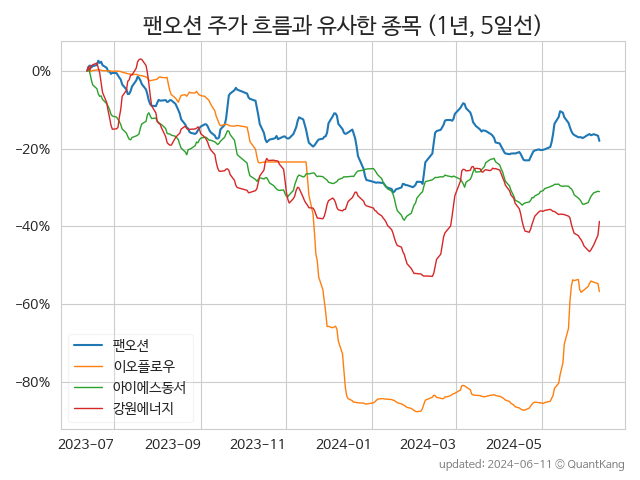 팬오션 주가 흐름과 유사한 종목 (1년, 5일선)
0%
−20%
−40%
−60%
−80%
팬오션
이오플로우
아이에스동서
강원에너지
2023-07 2023-09 2023-11 2024-01 2024-03 2024-05
updated: 2024-06-11 © QuantKang